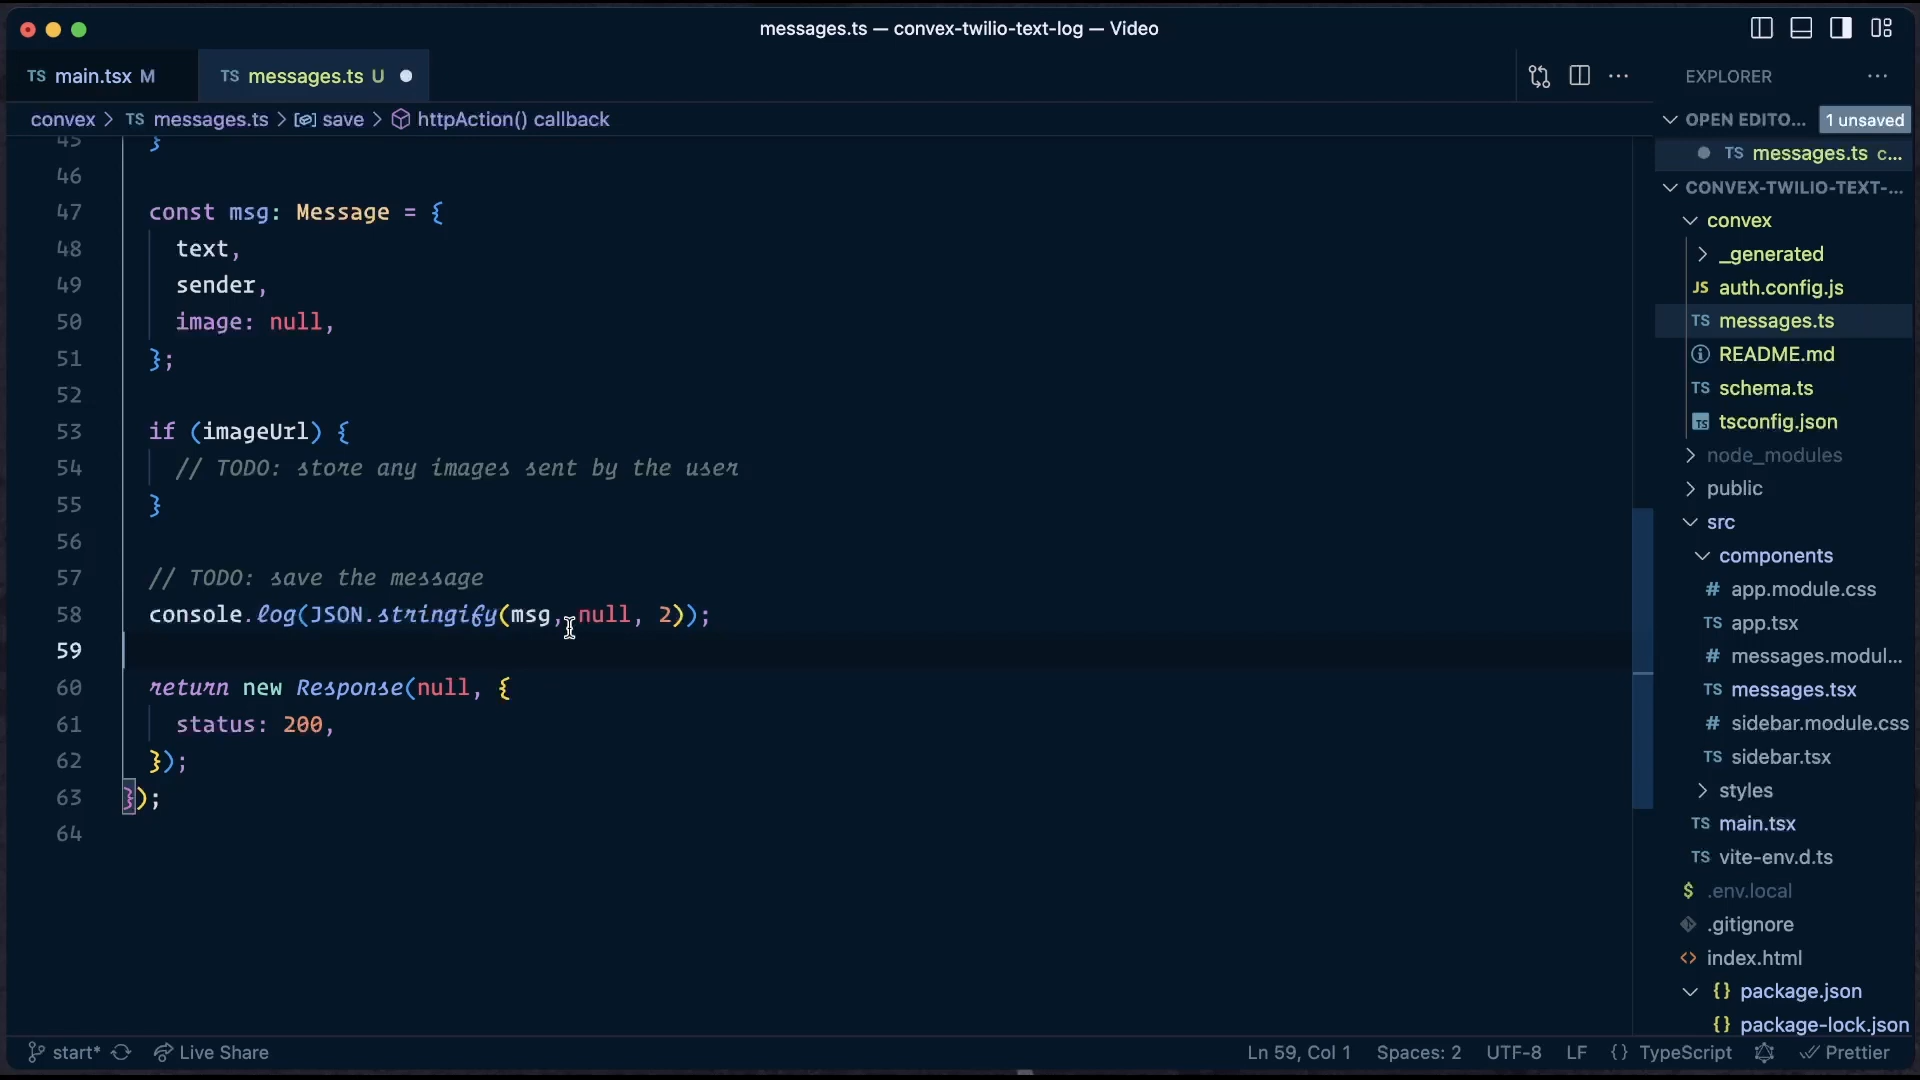 messages.ts — convex-twilio-text-log — Video
TS main.tsx M
TS messages.ts U
EXPLORER
convex > TS messages.ts > save > httpAction() callback
OPEN EDITO... 1 unsaved
TS messages.ts c...
CONVEX-TWILIO-TEXT-...
convex
_generated
JS auth.config.js
TS messages.ts
README.md
TS schema.ts
TS tsconfig.json
node_modules
public
src
components
# app.module.css
TS app.tsx
# messages.modul...
TS messages.tsx
# sidebar.module.css
TS sidebar.tsx
styles
TS main.tsx
TS vite-env.d.ts
$ .env.local
.gitignore
<> index.html
{} package.json
{} package-lock.json
45 }
46
47 const msg: Message = {
48 text,
49 sender,
50 image: null,
51 };
52
53 if (imageUrl) {
54 // TODO: store any images sent by the user
55 }
56
57 // TODO: save the message
58 console.log(JSON.stringify(msg, null, 2));
59
60 return new Response(null, {
61 status: 200,
62 });
63 });
64
start* Live Share
Ln 59, Col 1 Spaces: 2 UTF-8 LF {} TypeScript Prettier